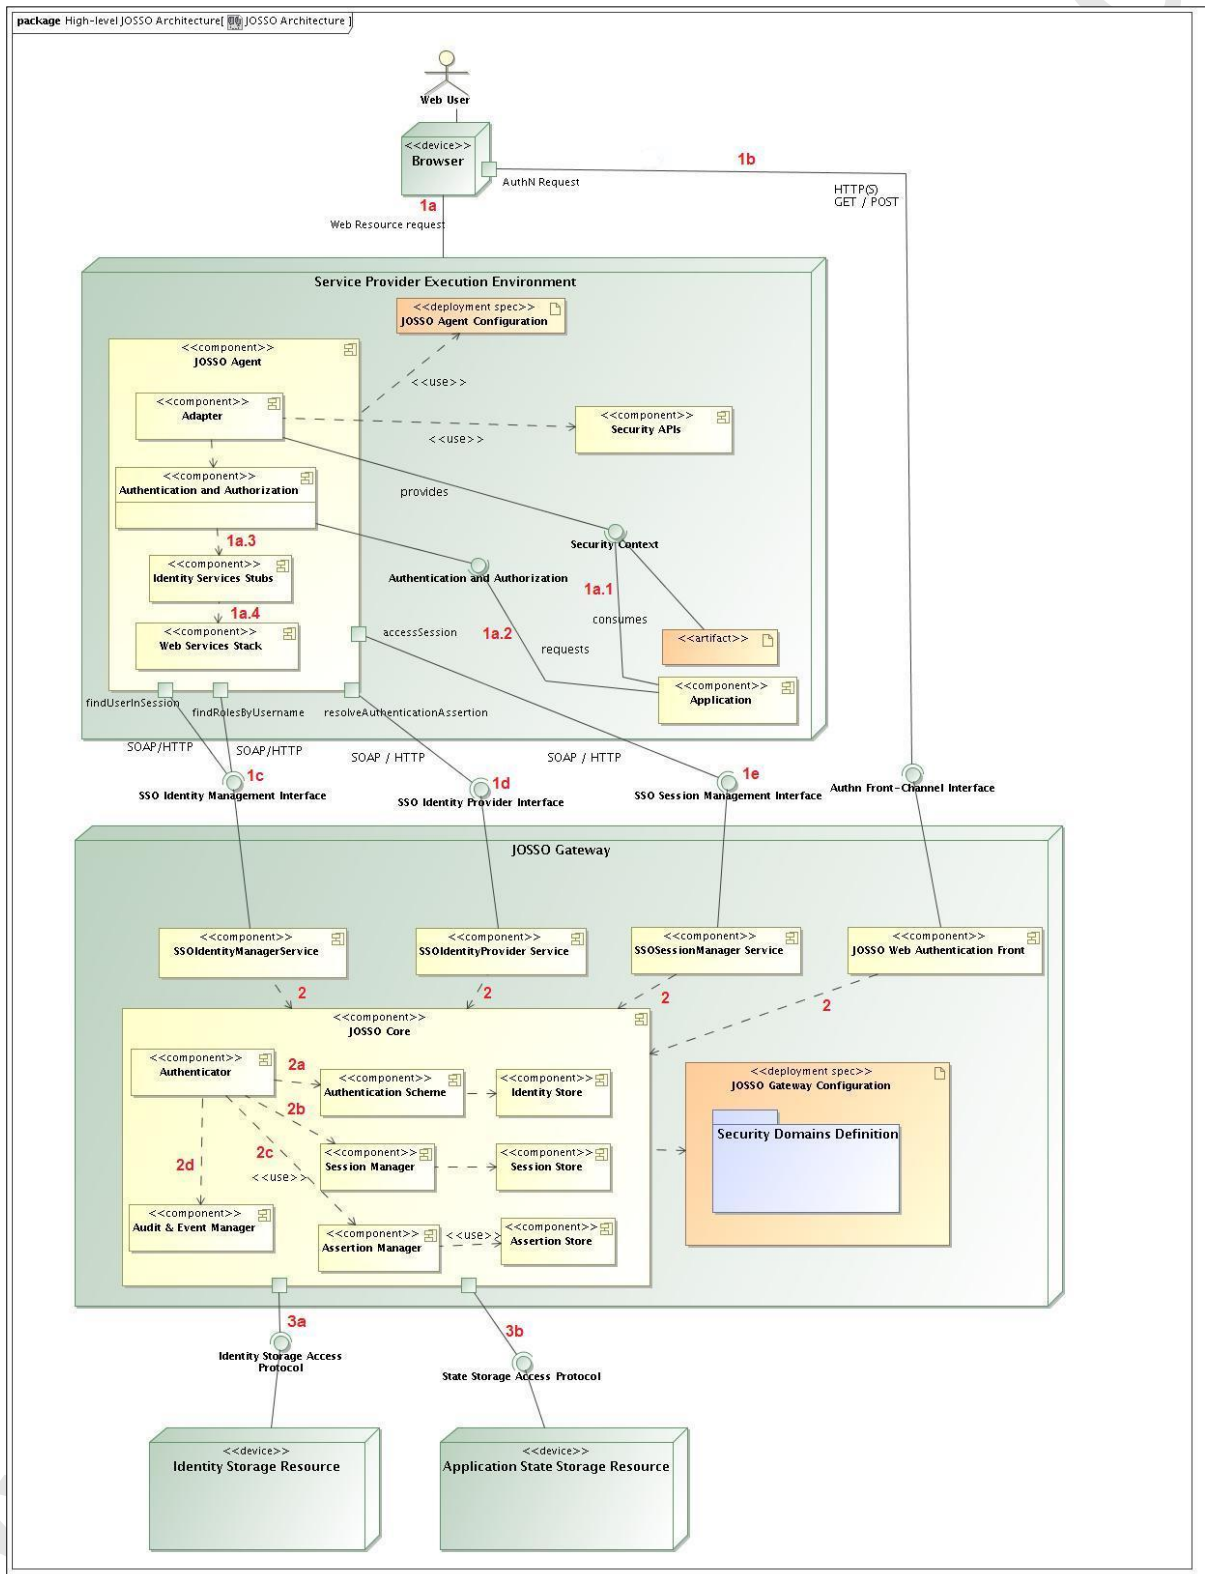 package High-level JOSSO Architecture[ JOSSO Architecture ]
Web User
<<device>>
Browser
1b
AuthN Request
HTTP(S)
GET / POST
1a
Web Resource request
Service Provider Execution Environment
<<deployment spec>>
JOSSO Agent Configuration
<<component>>
JOSSO Agent
<<use>>
<<component>>
Adapter
<<component>>
Security APIs
<<use>>
<<component>>
Authentication and Authorization
provides
1a.3
Security Context
<<component>>
Identity Services Stubs
Authentication and Authorization
1a.1
1a.4
consumes
<<component>>
Web Services Stack
accessSession
1a.2
requests
<<artifact>>
<<component>>
Application
findUserInSession
findRolesByUsername
resolveAuthenticationAssertion
SOAP/HTTP
SOAP/HTTP
SOAP / HTTP
SOAP / HTTP
1c
1d
1e
SSO Identity Management Interface
SSO Identity Provider Interface
SSO Session Management Interface
Authn Front-Channel Interface
JOSSO Gateway
<<component>>
SSOIdentityManagerService
<<component>>
SSOIdentityProvider Service
<<component>>
SSOSessionManager Service
<<component>>
JOSSO Web Authentication Front
2
2
2
2
<<component>>
JOSSO Core
<<component>>
Authenticator
2a
<<component>>
Authentication Scheme
<<component>>
Identity Store
<<deployment spec>>
JOSSO Gateway Configuration
Security Domains Definition
2b
2c
2d
<<component>>
Session Manager
<<component>>
Session Store
<<use>>
<<component>>
Audit & Event Manager
<<component>>
Assertion Manager
<<use>>
<<component>>
Assertion Store
3a
3b
Identity Storage Access
Protocol
State Storage Access Protocol
<<device>>
Identity Storage Resource
<<device>>
Application State Storage Resource